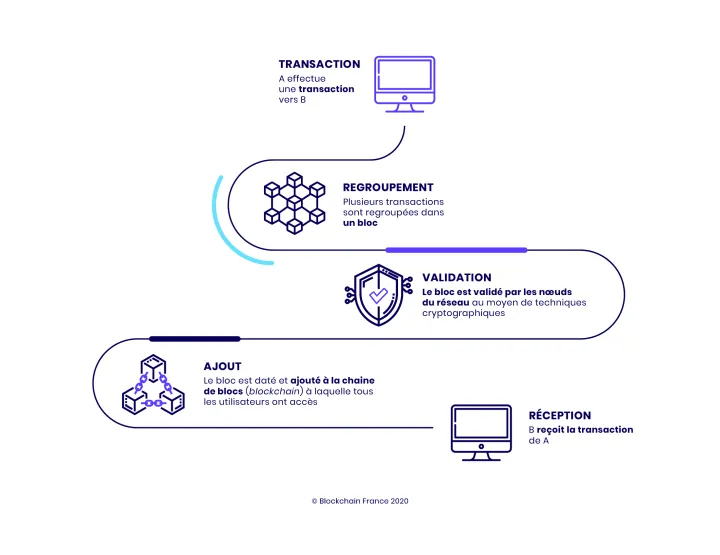 TRANSACTION
A effectue
une transaction
vers B
REGROUPEMENT
Plusieurs transactions
sont regroupées dans
un bloc
VALIDATION
Le bloc est validé par les nœuds
du réseau au moyen de techniques
cryptographiques
AJOUT
Le bloc est daté et ajouté à la chaine
de blocs (blockchain) à laquelle tous
les utilisateurs ont accès
RÉCEPTION
B reçoit la transaction
de A
© Blockchain France 2020